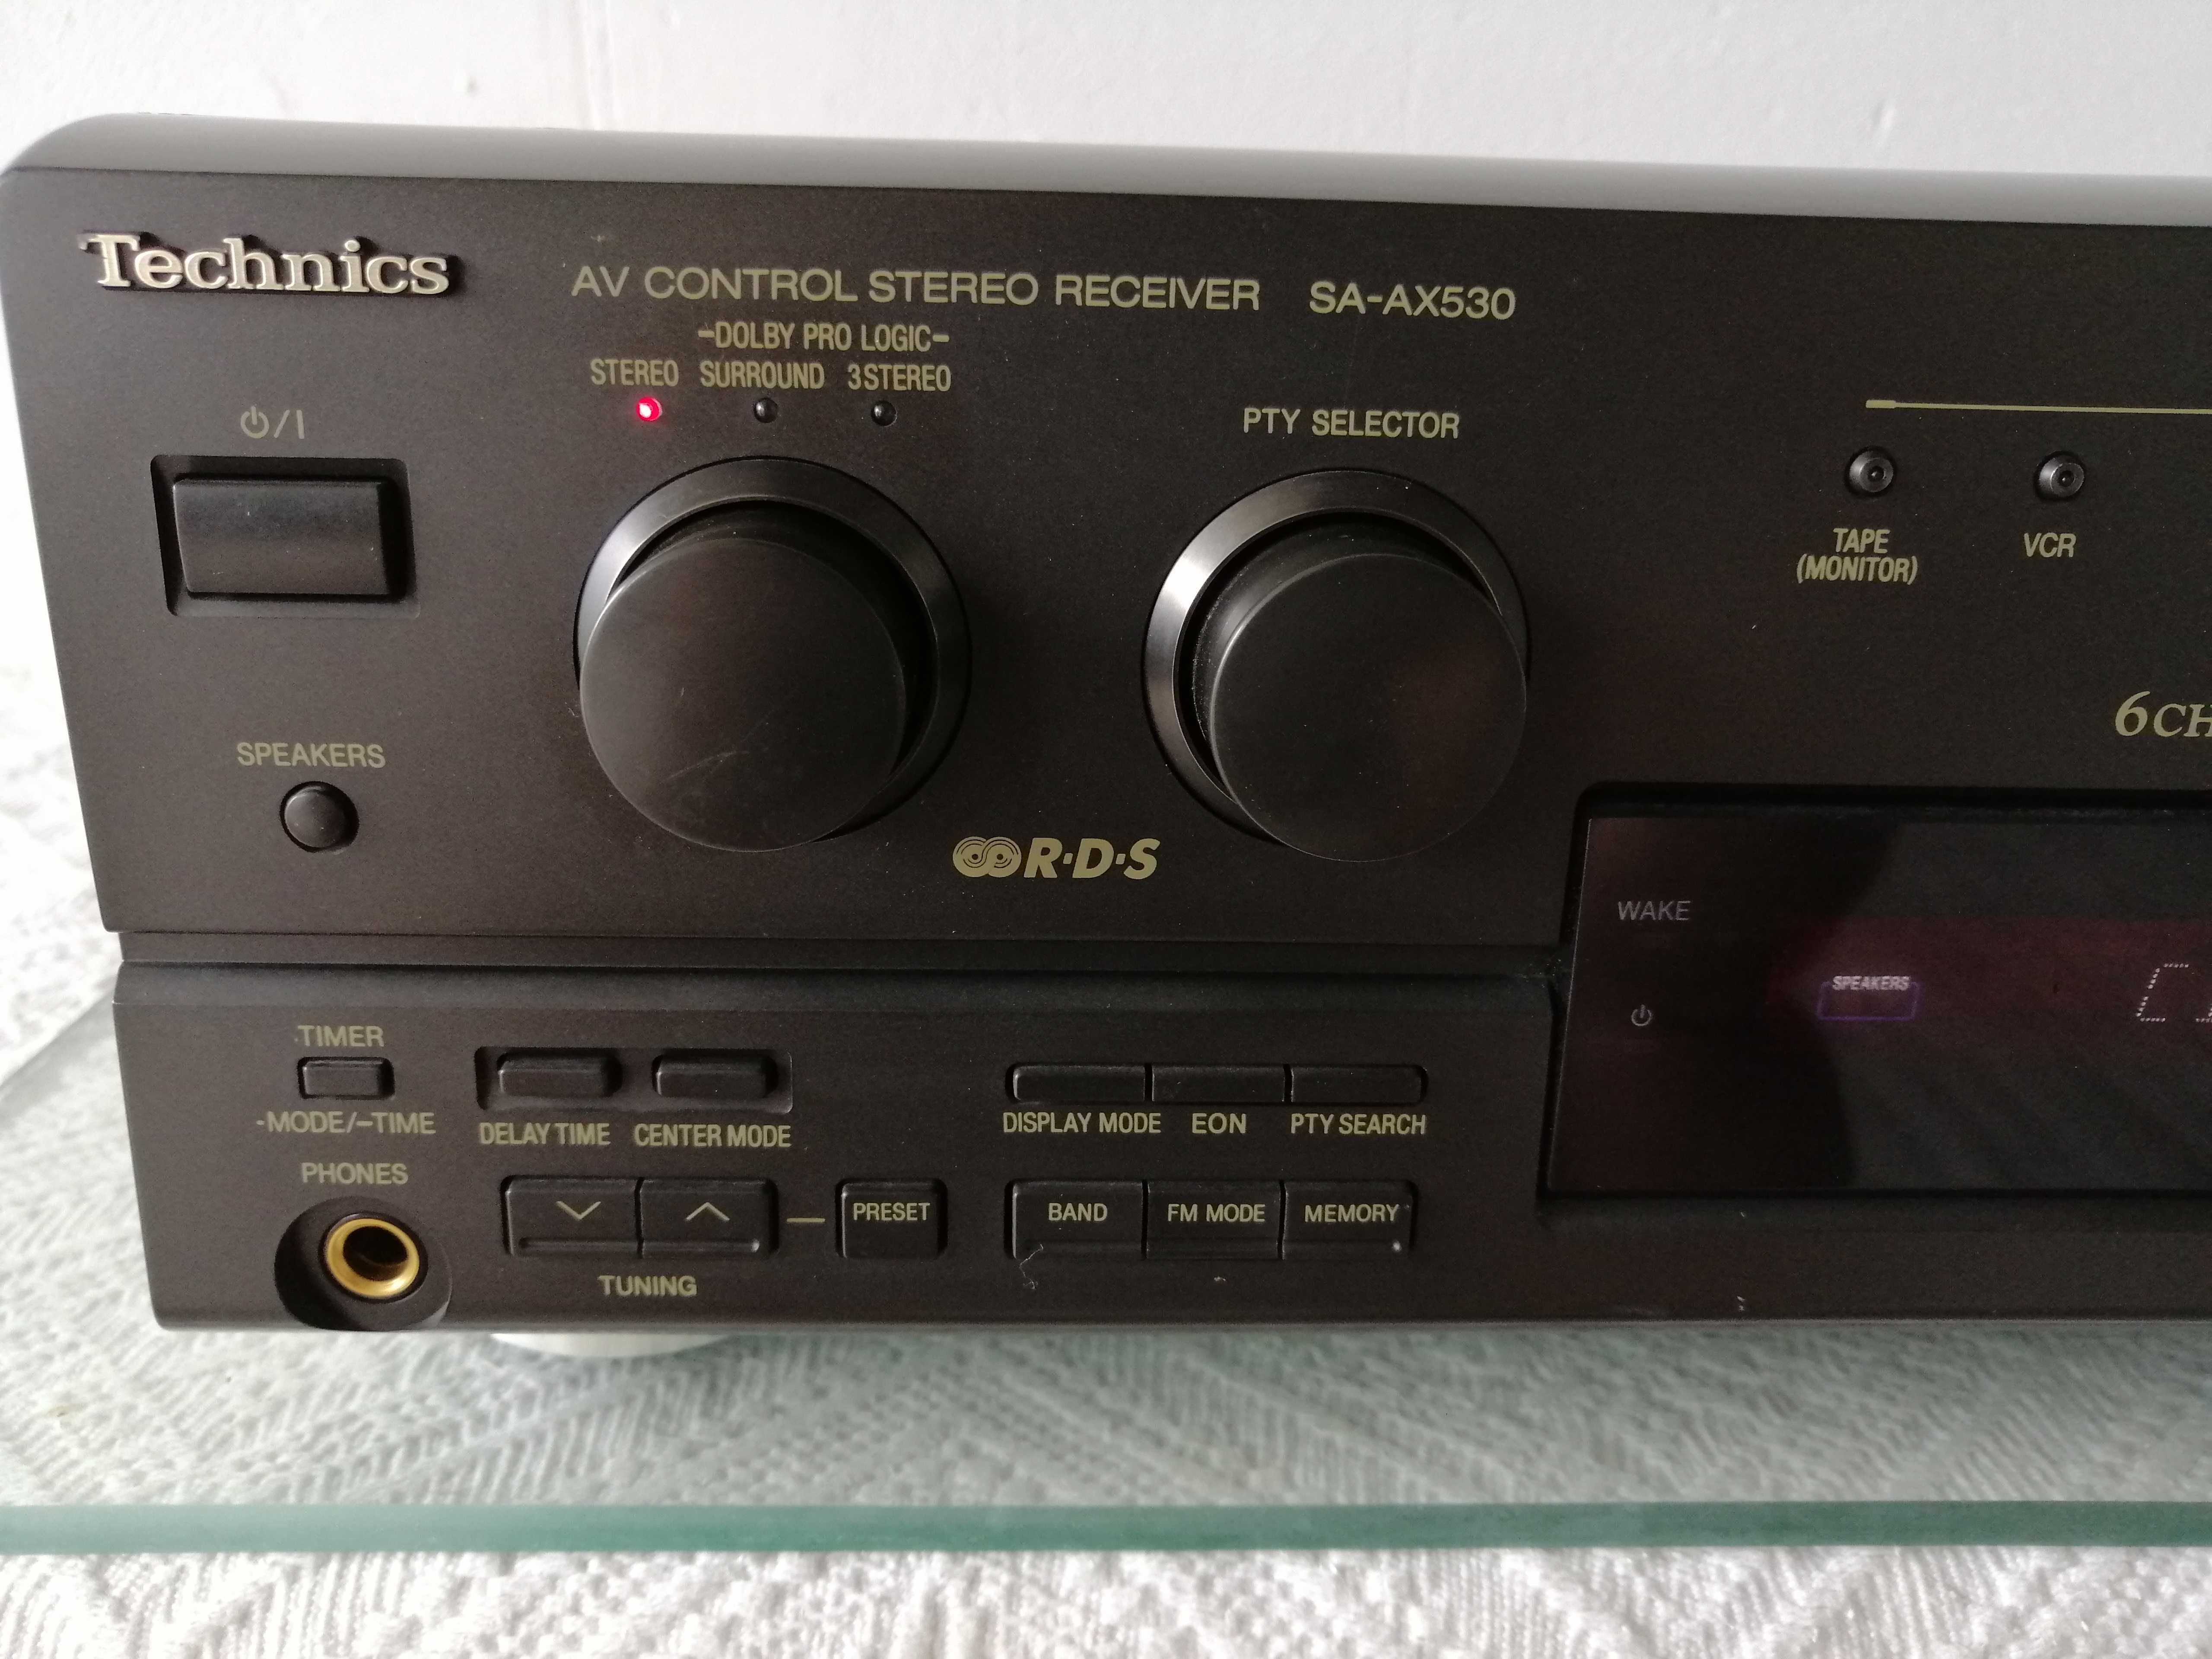 Technics
AV CONTROL STEREO RECEIVER SA-AX530
-DOLBY PRO LOGIC-
STEREO SURROUND 3STEREO
⏻/I
PTY SELECTOR
TAPE
(MONITOR)
VCR
6CH
SPEAKERS
R·D·S
WAKE
SPEAKERS
⏻
TIMER
-MODE/–TIME
DELAY TIME
CENTER MODE
DISPLAY MODE
EON
PTY SEARCH
PHONES
PRESET
BAND
FM MODE
MEMORY
TUNING